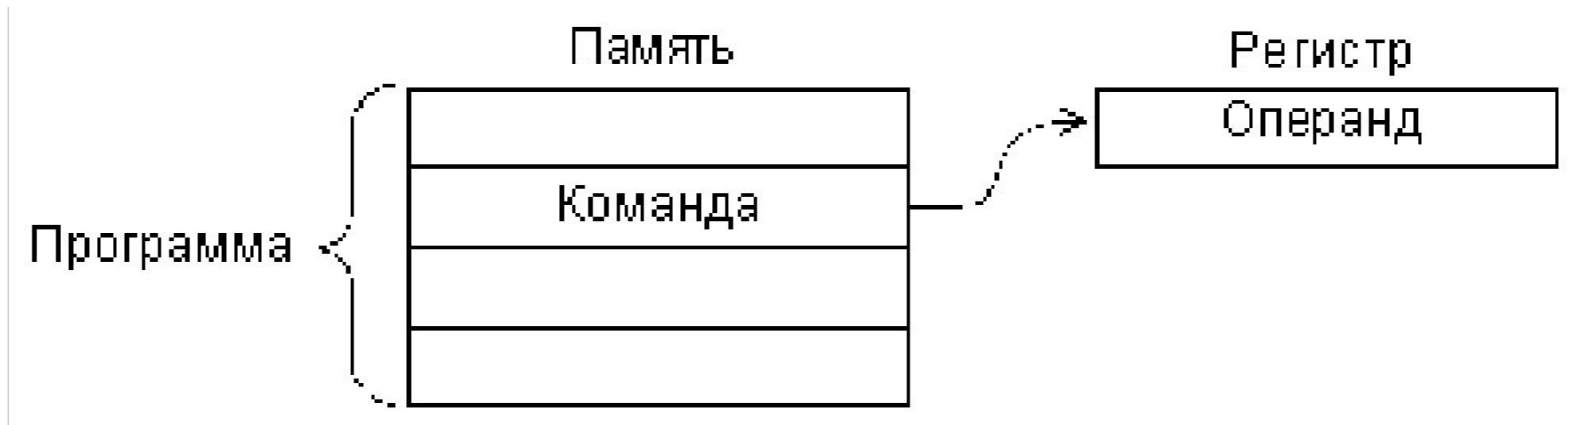 Память
Регистр
Операнд
Команда
Программа